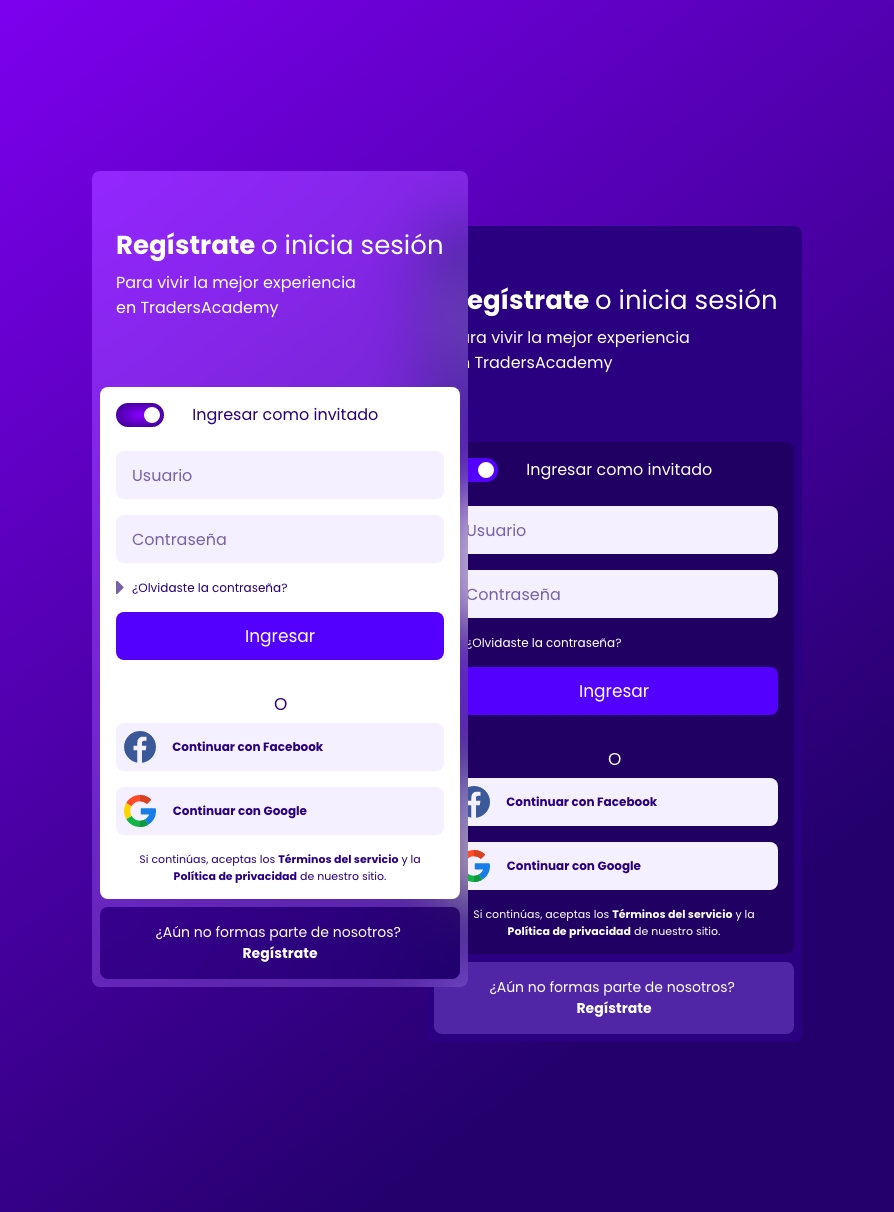 Regístrate o inicia sesión
Para vivir la mejor experiencia
en TradersAcademy
Ingresar como invitado
Usuario
Contraseña
¿Olvidaste la contraseña?
Ingresar
O
Continuar con Facebook
Continuar con Google
Si continúas, aceptas los Términos del servicio y la
Política de privacidad de nuestro sitio.
¿Aún no formas parte de nosotros?
Regístrate
egístrate o inicia sesión
ra vivir la mejor experiencia
TradersAcademy
Ingresar como invitado
Usuario
Contraseña
¿Olvidaste la contraseña?
Ingresar
O
Continuar con Facebook
Continuar con Google
Si continúas, aceptas los Términos del servicio y la
Política de privacidad de nuestro sitio.
¿Aún no formas parte de nosotros?
Regístrate